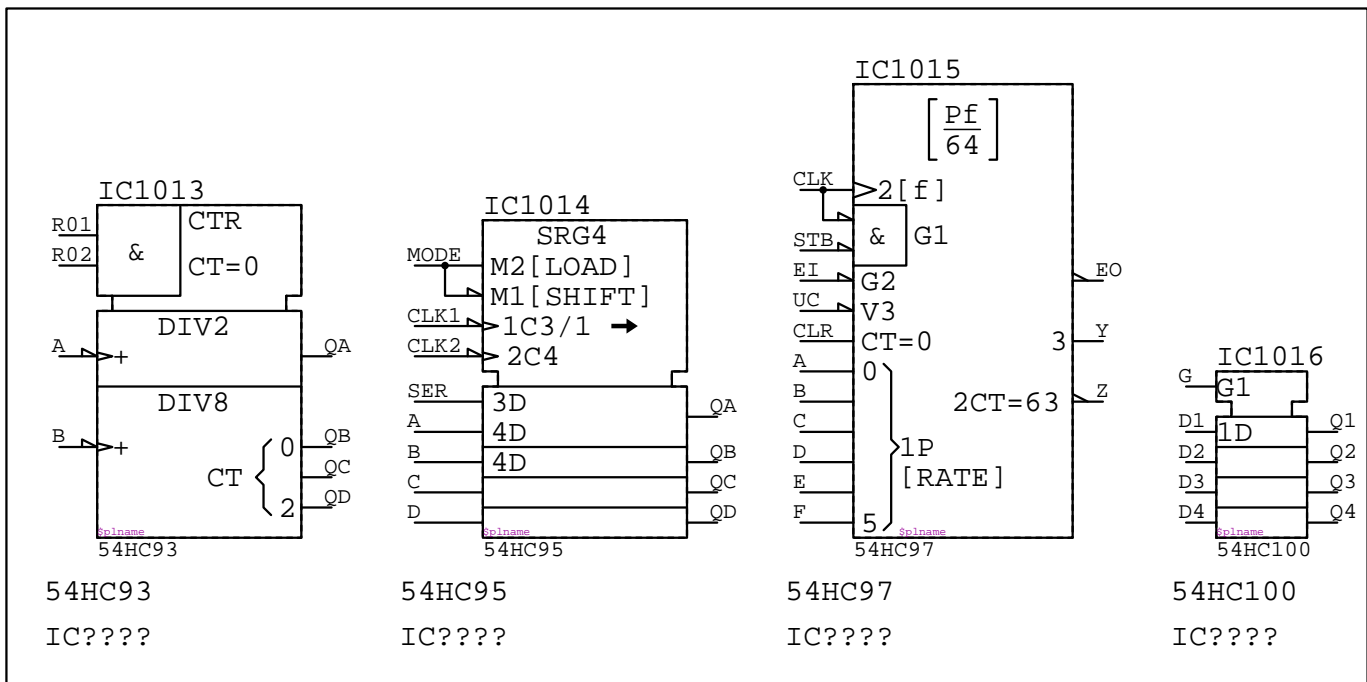 IC1013
R01
R02
&
CTR
CT=0
DIV2
A
+
QA
DIV8
B
+
0
QB
CT
QC
2
QD
$plname
54HC93
54HC93
IC????
IC1014
SRG4
MODE
M2[LOAD]
M1[SHIFT]
CLK1
1C3/1 →
CLK2
2C4
SER
3D
QA
A
4D
B
4D
QB
C
QC
D
QD
$plname
54HC95
54HC95
IC????
IC1015
[Pf/64]
CLK
2[f]
STB
&
G1
EI
G2
EO
UC
V3
CLR
CT=0
3
Y
A
0
B
2CT=63
Z
C
D
1P
E
[RATE]
F
5
$plname
54HC97
54HC97
IC????
IC1016
G
G1
D1
1D
Q1
D2
Q2
D3
Q3
D4
Q4
$plname
54HC100
54HC100
IC????